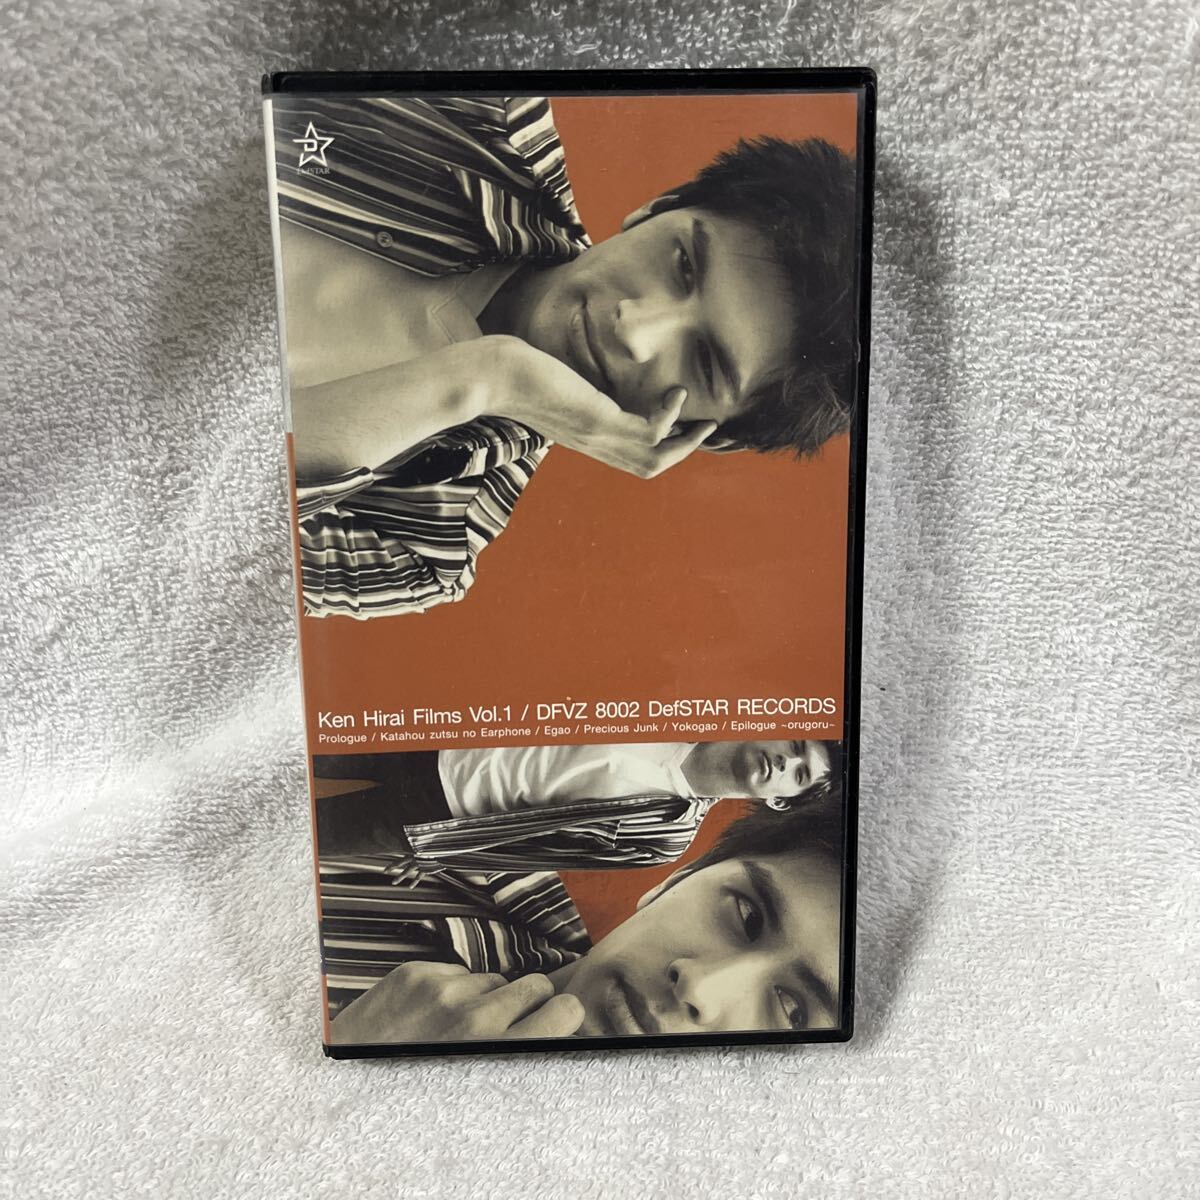 D
DefSTAR
Ken Hirai Films Vol.1 / DFVZ 8002 DefSTAR RECORDS
Prologue / Katahou zutsu no Earphone / Egao / Precious Junk / Yokogao / Epilogue ~orugoru~